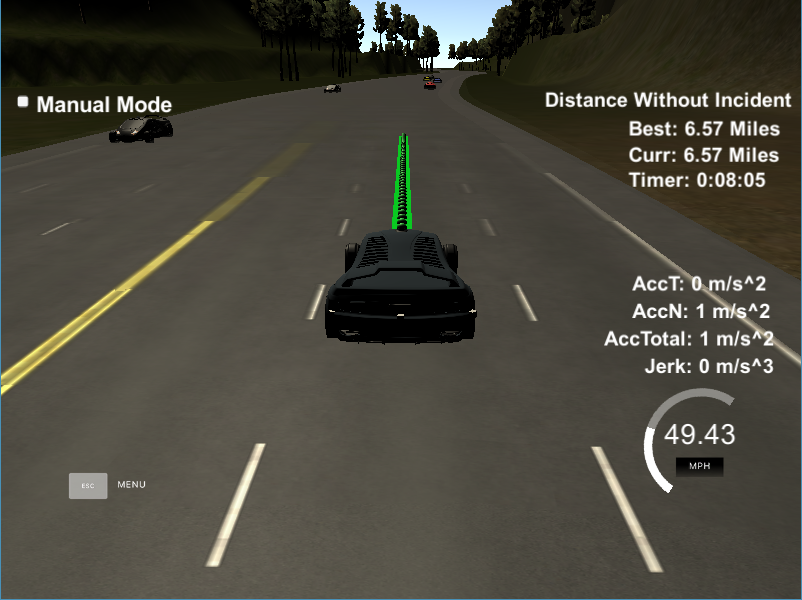 Manual Mode
Distance Without Incident
Best: 6.57 Miles
Curr: 6.57 Miles
Timer: 0:08:05
AccT: 0 m/s^2
AccN: 1 m/s^2
AccTotal: 1 m/s^2
Jerk: 0 m/s^3
49.43
MPH
ESC MENU